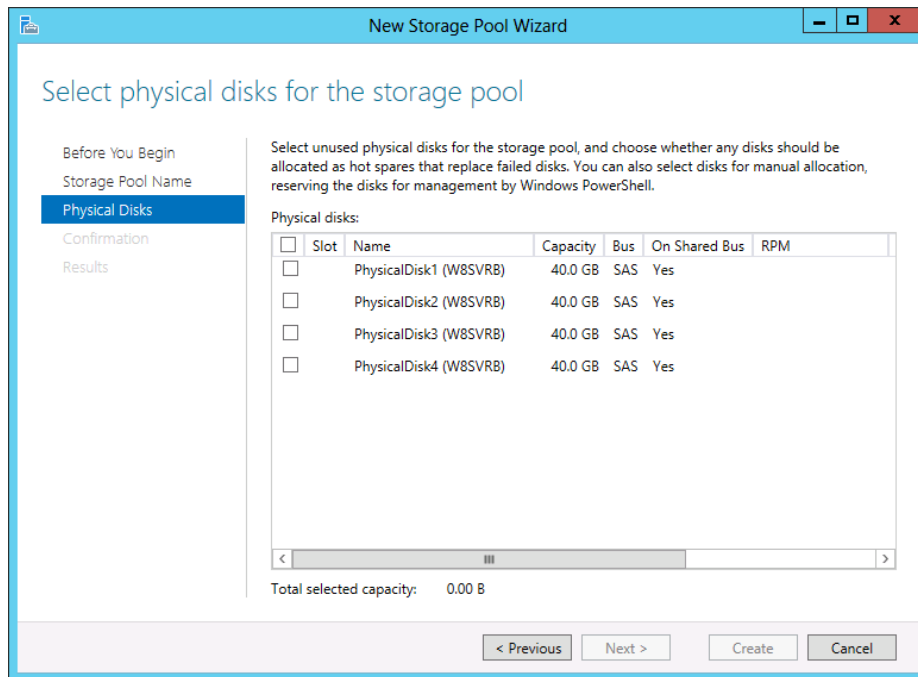 New Storage Pool Wizard
Select physical disks for the storage pool
Before You Begin
Storage Pool Name
Physical Disks
Confirmation
Results
Select unused physical disks for the storage pool, and choose whether any disks should be
allocated as hot spares that replace failed disks. You can also select disks for manual allocation,
reserving the disks for management by Windows PowerShell.
Physical disks:
Slot Name Capacity Bus On Shared Bus RPM
PhysicalDisk1 (W8SVRB) 40.0 GB SAS Yes
PhysicalDisk2 (W8SVRB) 40.0 GB SAS Yes
PhysicalDisk3 (W8SVRB) 40.0 GB SAS Yes
PhysicalDisk4 (W8SVRB) 40.0 GB SAS Yes
Total selected capacity: 0.00 B
< Previous Next > Create Cancel